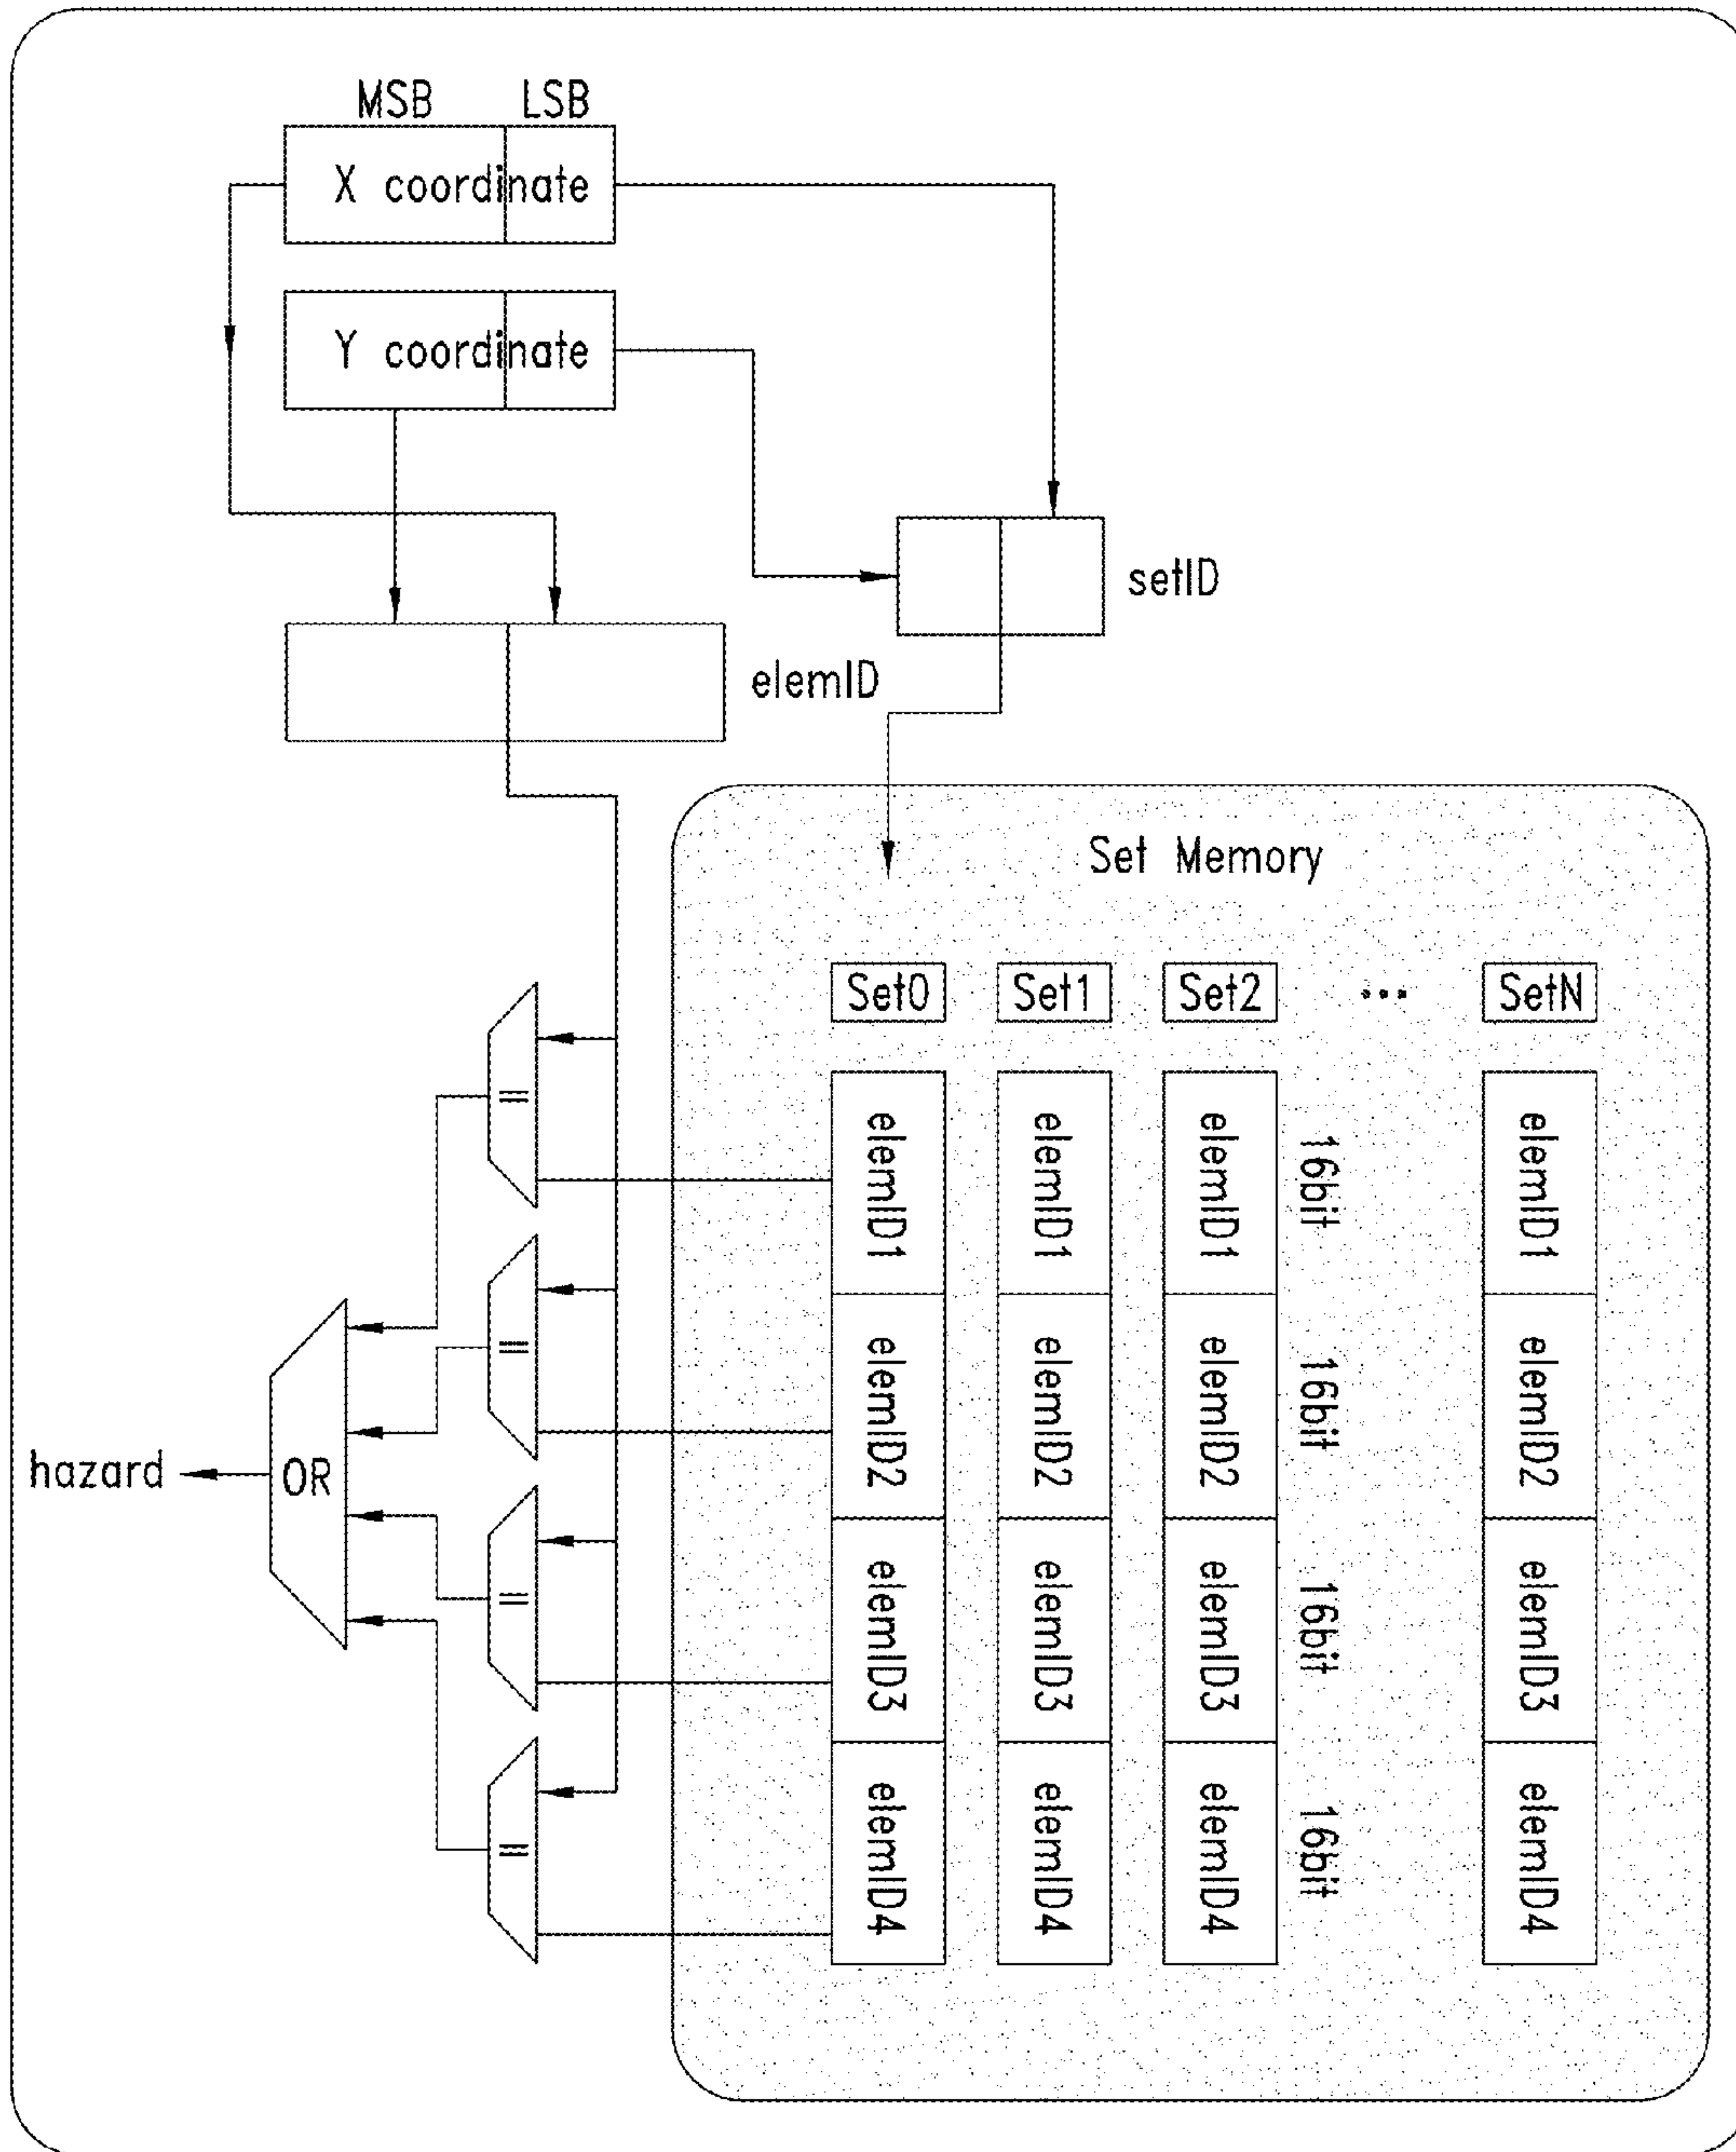 MSB LSB
X coordinate
Y coordinate
setID
elemID
Set Memory
Set0 Set1 Set2 ... SetN
elemID1 elemID1 elemID1 16bit elemID1
= 
elemID2 elemID2 elemID2 16bit elemID2
=
hazard OR
elemID3 elemID3 elemID3 16bit elemID3
=
elemID4 elemID4 elemID4 16bit elemID4
=